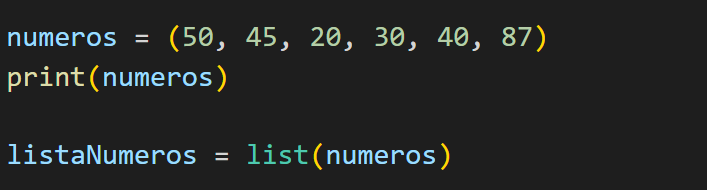 numeros = (50, 45, 20, 30, 40, 87)
print(numeros)
listaNumeros = list(numeros)